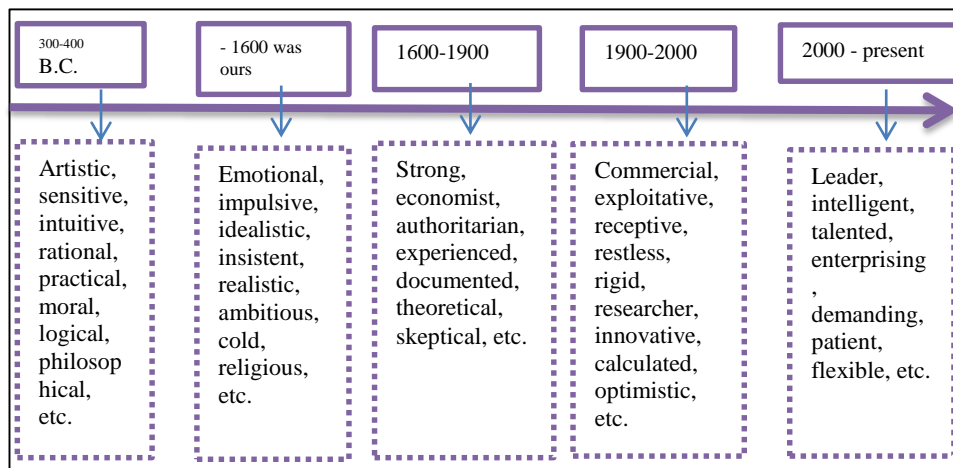 300-400
B.C.
- 1600 was
ours
1600-1900
1900-2000
2000 - present
Artistic,
sensitive,
intuitive,
rational,
practical,
moral,
logical,
philosop
hical,
etc.
Emotional,
impulsive,
idealistic,
insistent,
realistic,
ambitious,
cold,
religious,
etc.
Strong,
economist,
authoritarian,
experienced,
documented,
theoretical,
skeptical, etc.
Commercial,
exploitative,
receptive,
restless,
rigid,
researcher,
innovative,
calculated,
optimistic,
etc.
Leader,
intelligent,
talented,
enterprising
,
demanding,
patient,
flexible, etc.